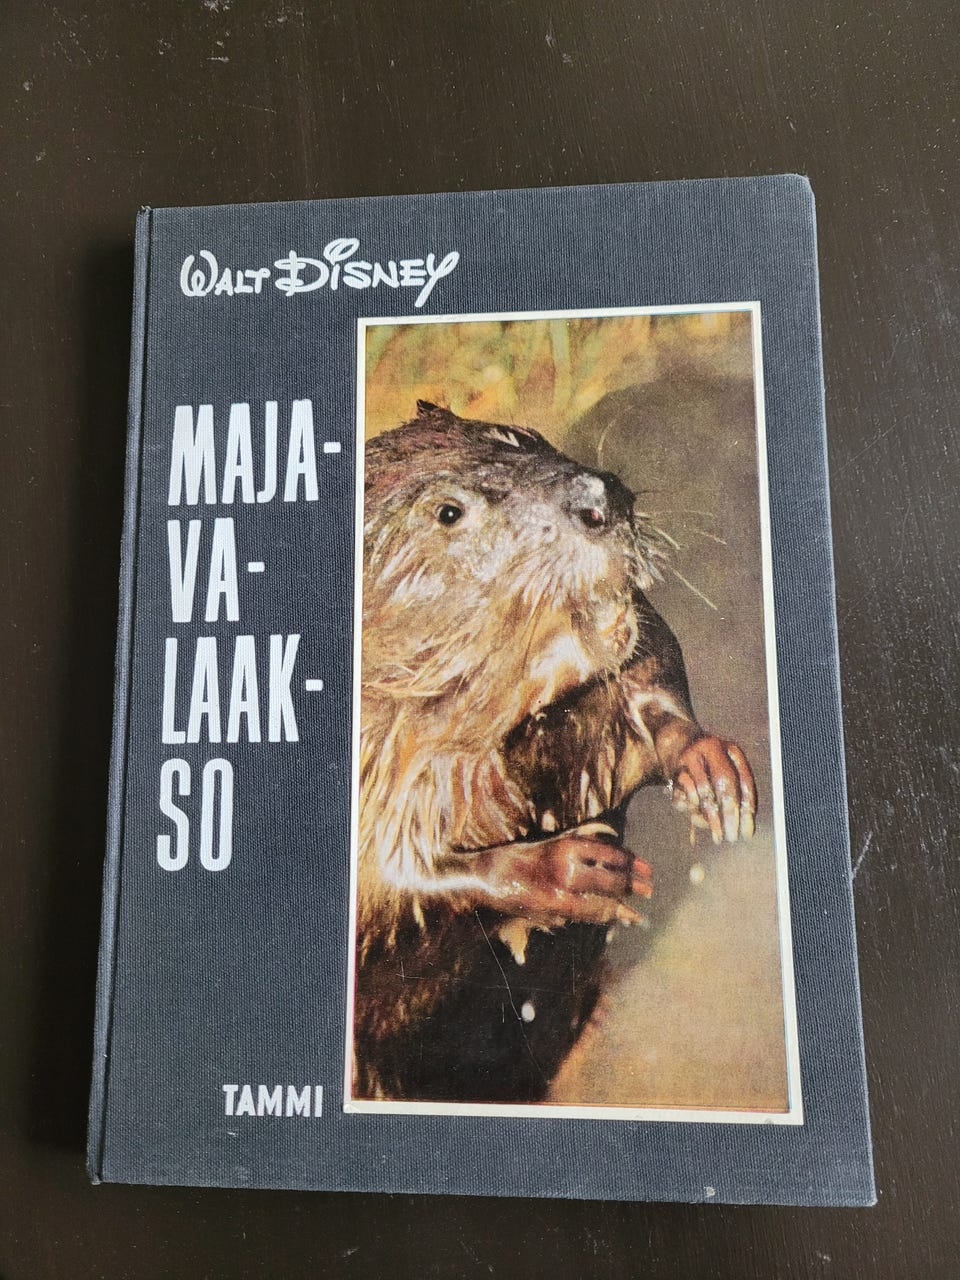 WALT DISNEY
MAJA-
VA-
LAAK-
SO
TAMMI